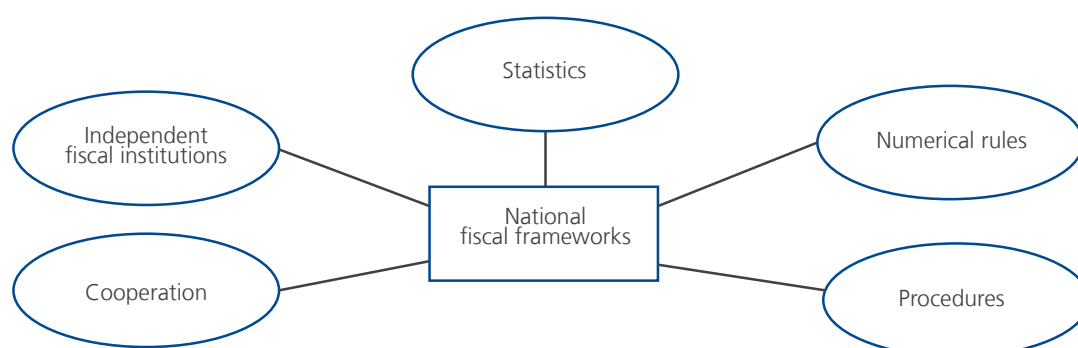 Statistics
Independent
fiscal institutions
Numerical rules
National
fiscal frameworks
Cooperation
Procedures